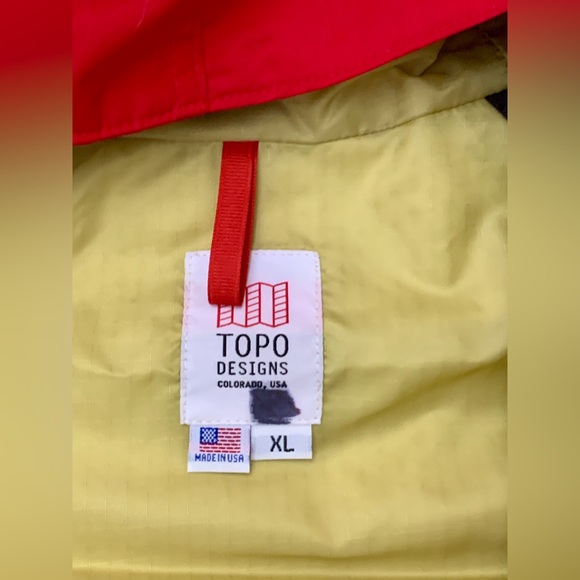 TOPO
DESIGNS
COLORADO, USA
MADE IN USA
XL